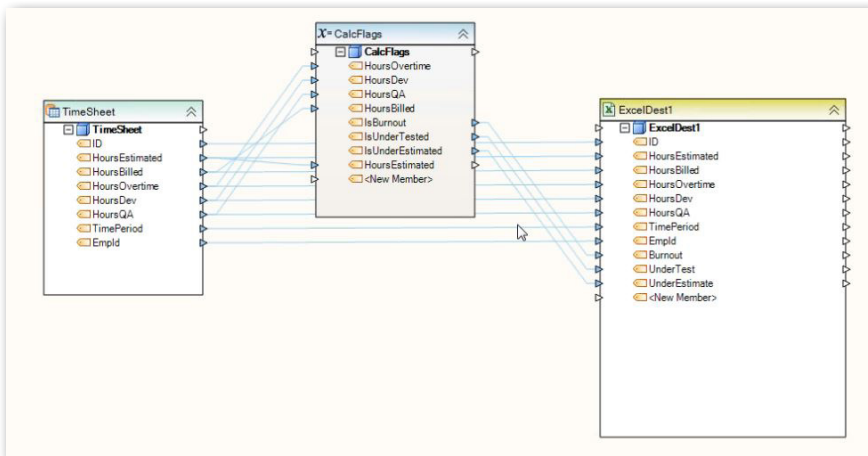 X= CalcFlags
CalcFlags
HoursOvertime
HoursDev
HoursQA
HoursBilled
IsBurnout
IsUnderTested
IsUnderEstimated
HoursEstimated
<New Member>
TimeSheet
TimeSheet
ID
HoursEstimated
HoursBilled
HoursOvertime
HoursDev
HoursQA
TimePeriod
EmpId
ExcelDest1
ExcelDest1
ID
HoursEstimated
HoursBilled
HoursOvertime
HoursDev
HoursQA
TimePeriod
EmpId
Burnout
UnderTest
UnderEstimate
<New Member>